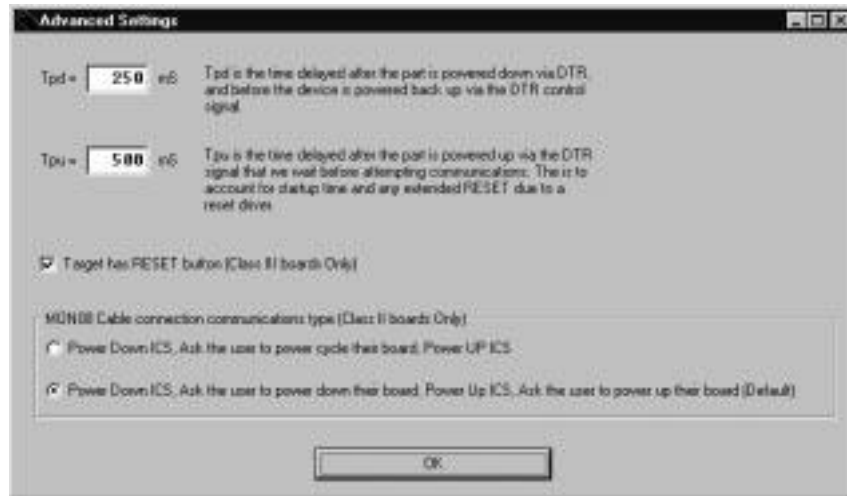 Advanced Settings
Tpd = 250 mS
Tpd is the time delayed after the part is powered down via DTR,
and before the device is powered back up via the DTR control
signal.
Tpu = 500 mS
Tpu is the time delayed after the part is powered up via the DTR
signal that we wait before attempting communications. The is to
account for startup time and any extended RESET due to a
reset driver.
Target has RESET button (Class III boards Only)
MON08 Cable connection communications type (Class II boards Only)
Power Down ICS, Ask the user to power cycle their board, Power UP ICS
Power Down ICS, Ask the user to power down their board, Power Up ICS, Ask the user to power up their board (Default)
OK